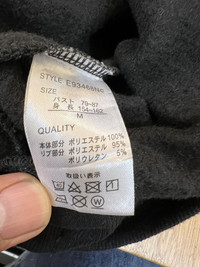 STYLE E93468NS
SIZE
バスト 79-87
身長 154-162
M
QUALITY
本体部分 ポリエステル100%
リブ部分 ポリエステル 95%
ポリウレタン 5%
取扱い表示